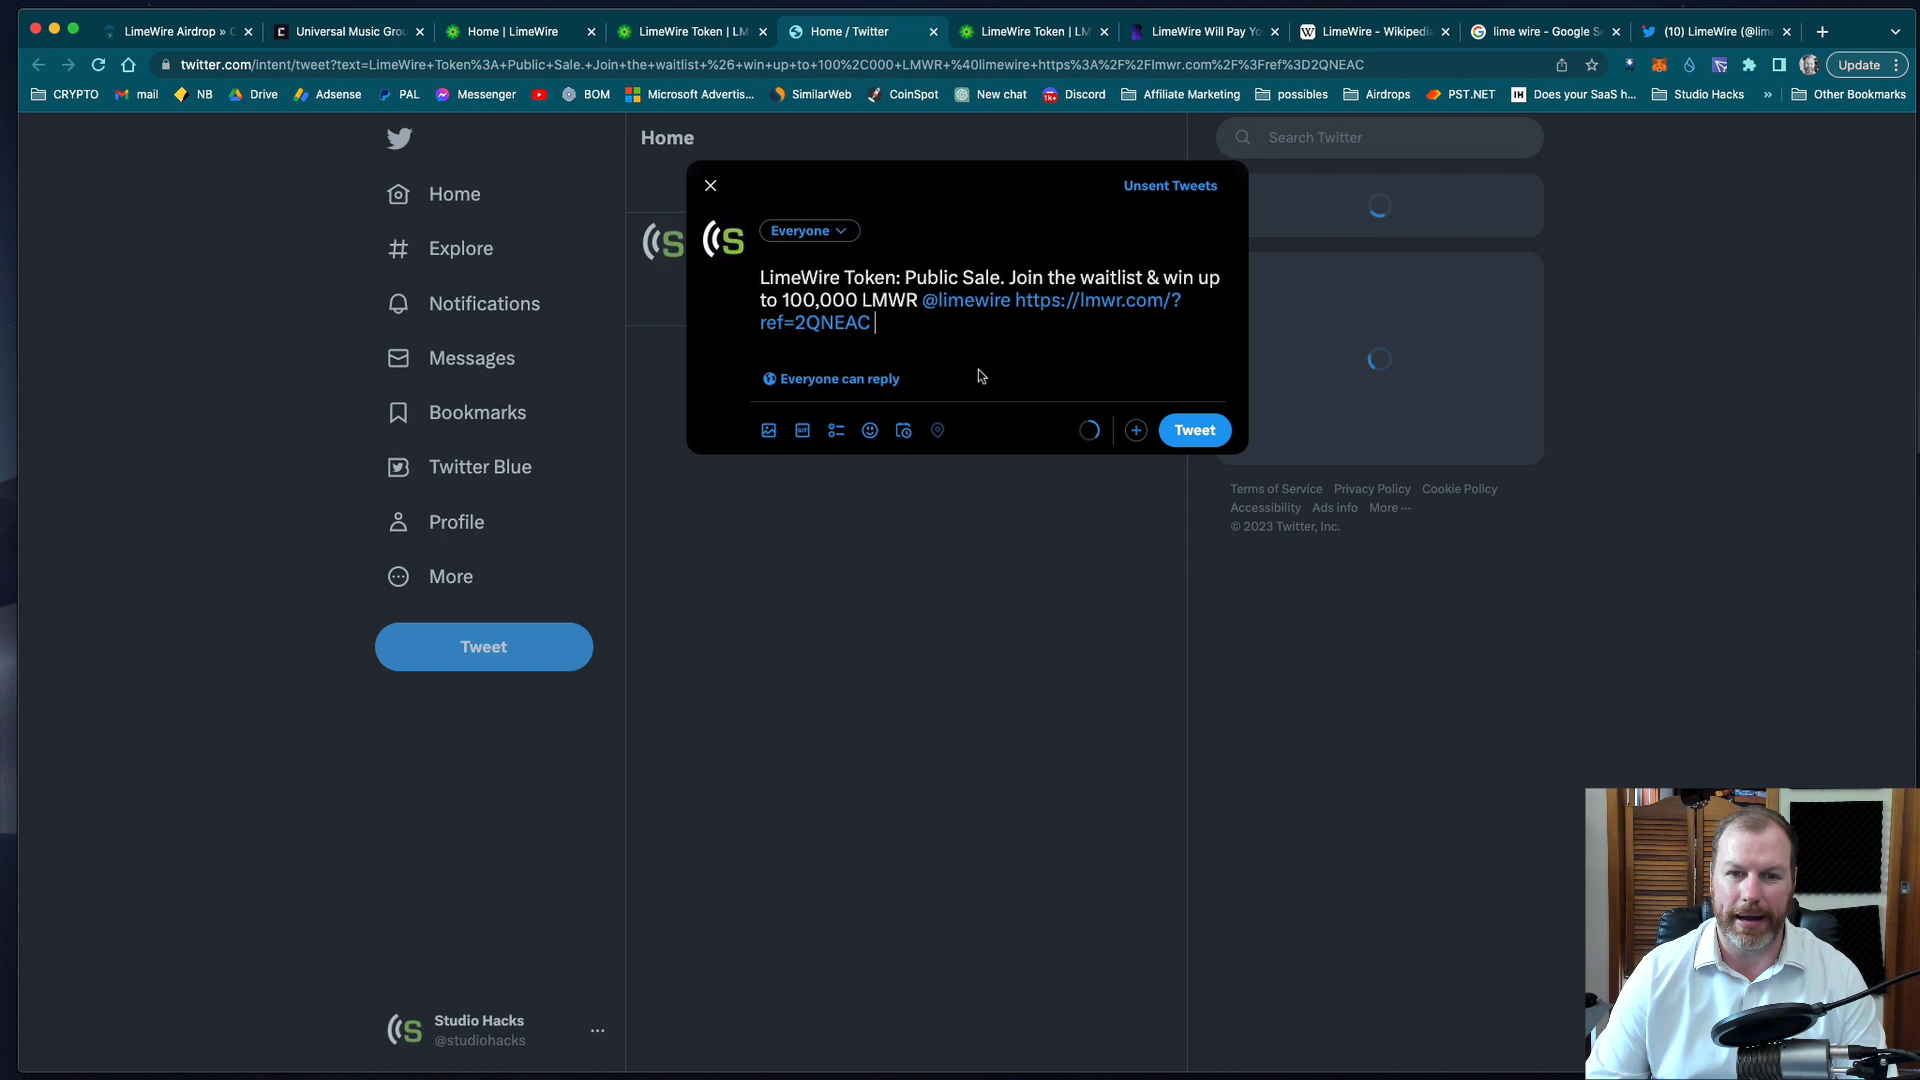 LimeWire Airdrop » C
Universal Music Grou
Home | LimeWire
LimeWire Token | LM
Home / Twitter
LimeWire Token | LM
LimeWire Will Pay Yo
LimeWire - Wikipedia
lime wire - Google Se
(10) LimeWire (@lime
twitter.com/intent/tweet?text=LimeWire+Token%3A+Public+Sale.+Join+the+waitlist+%26+win+up+to+100%2C000+LMWR+%40limewire+https%3A%2F%2Flmwr.com%2F%3Fref%3D2QNEAC
Update
CRYPTO
mail
NB
Drive
Adsense
PAL
Messenger
BOM
Microsoft Advertis...
SimilarWeb
CoinSpot
New chat
Discord
Affiliate Marketing
possibles
Airdrops
PST.NET
Does your SaaS h...
Studio Hacks
»
Other Bookmarks
Home
Search Twitter
Home
Explore
Notifications
Messages
Bookmarks
Twitter Blue
Profile
More
Tweet
Unsent Tweets
Everyone
LimeWire Token: Public Sale. Join the waitlist & win up
to 100,000 LMWR @limewire https://lmwr.com/?
ref=2QNEAC
Everyone can reply
GIF
Tweet
Terms of Service Privacy Policy Cookie Policy
Accessibility Ads info More ···
© 2023 Twitter, Inc.
Studio Hacks
@studiohacks